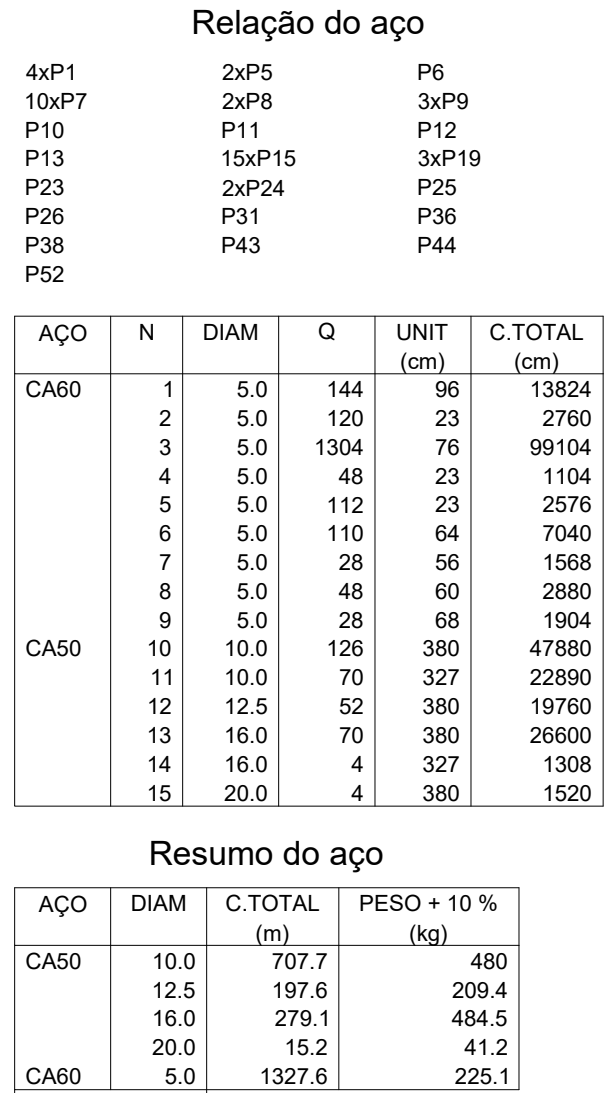 Relação do aço
4xP1 2xP5 P6
10xP7 2xP8 3xP9
P10 P11 P12
P13 15xP15 3xP19
P23 2xP24 P25
P26 P31 P36
P38 P43 P44
P52
AÇO N DIAM Q UNIT C.TOTAL
(cm) (cm)
CA60 1 5.0 144 96 13824
2 5.0 120 23 2760
3 5.0 1304 76 99104
4 5.0 48 23 1104
5 5.0 112 23 2576
6 5.0 110 64 7040
7 5.0 28 56 1568
8 5.0 48 60 2880
9 5.0 28 68 1904
CA50 10 10.0 126 380 47880
11 10.0 70 327 22890
12 12.5 52 380 19760
13 16.0 70 380 26600
14 16.0 4 327 1308
15 20.0 4 380 1520
Resumo do aço
AÇO DIAM C.TOTAL PESO + 10 %
(m) (kg)
CA50 10.0 707.7 480
12.5 197.6 209.4
16.0 279.1 484.5
20.0 15.2 41.2
CA60 5.0 1327.6 225.1